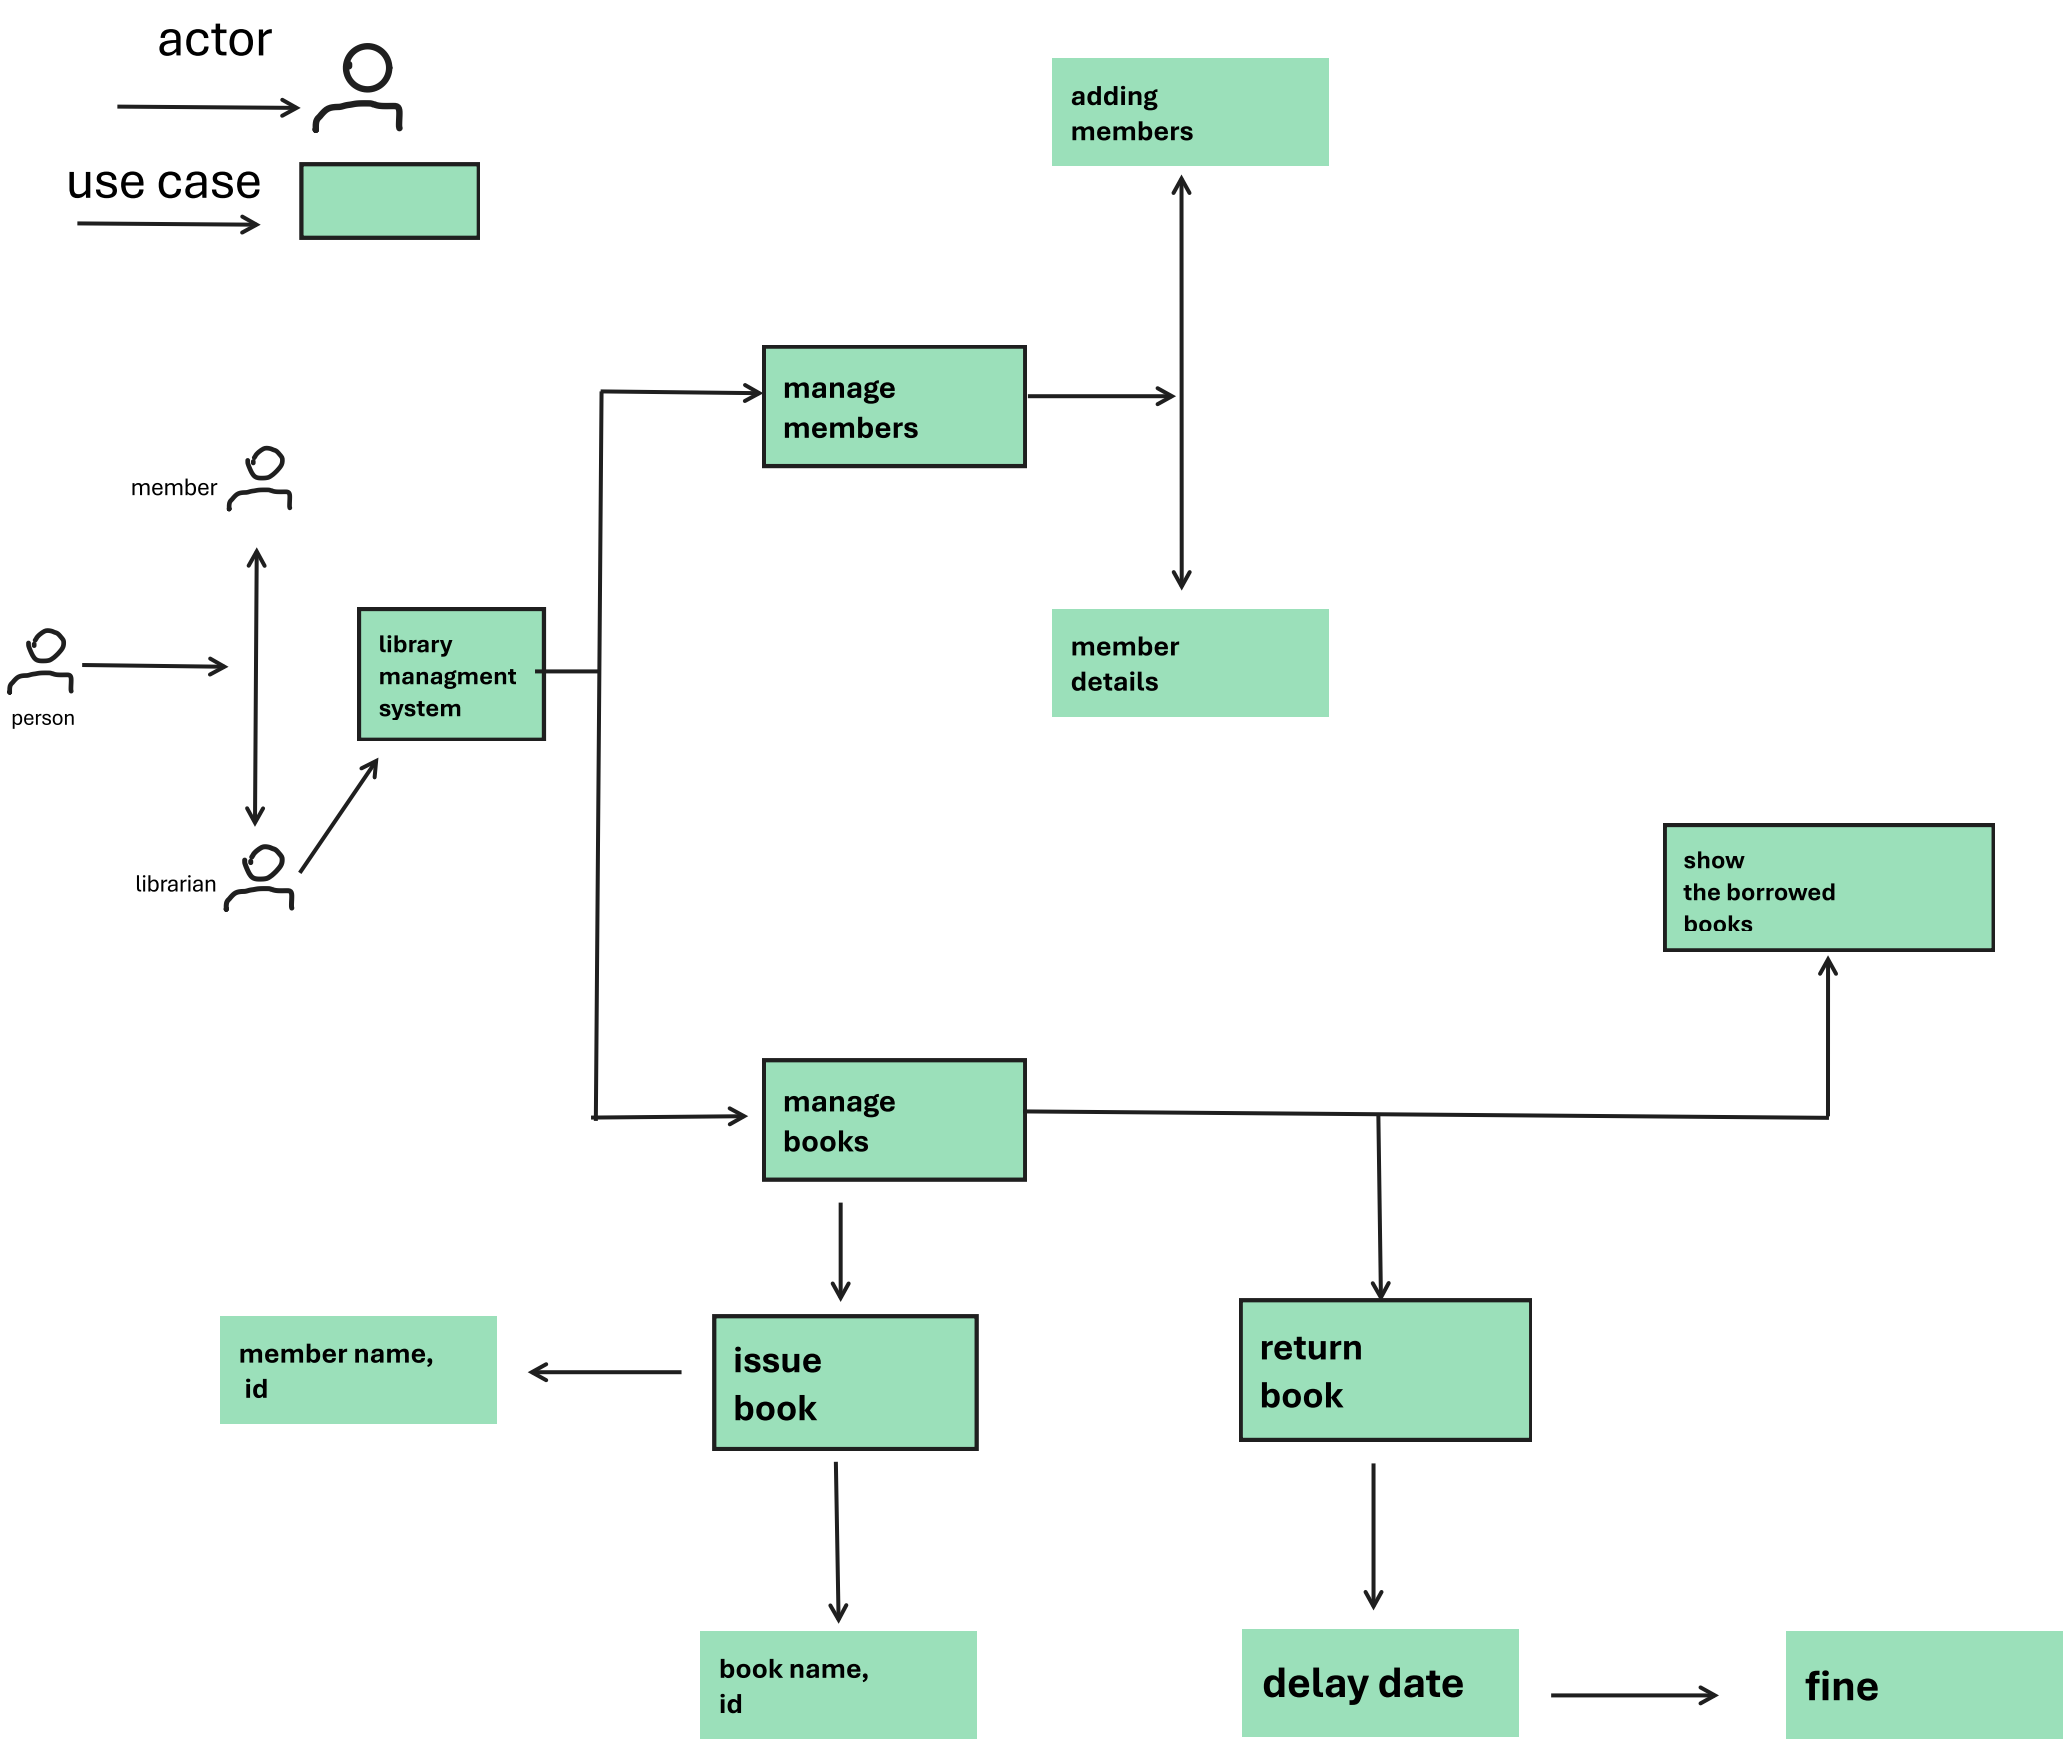 actor
use case
adding
members
manage
members
member
person
library
managment
system
member
details
librarian
show
the borrowed
books
manage
books
member name,
id
issue
book
return
book
book name,
id
delay date
fine